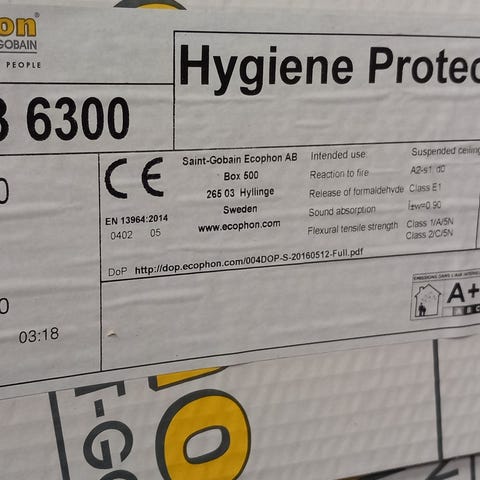 on®
GOBAIN
PEOPLE
Hygiene Protec
3 6300
0
CE
EN 13964:2014
0402 05
Saint-Gobain Ecophon AB
Box 500
265 03 Hyllinge
Sweden
www.ecophon.com
Intended use: Suspended ceiling
Reaction to fire A2-s1, d0
Release of formaldehyde Class E1
Sound absorption
Flexural tensile strength Class 1/A/5N
Class 2/C/5N
DoP http://dop.ecophon.com/004DOP-S-20160512-Full.pdf
0
03:18
A+
T-GO